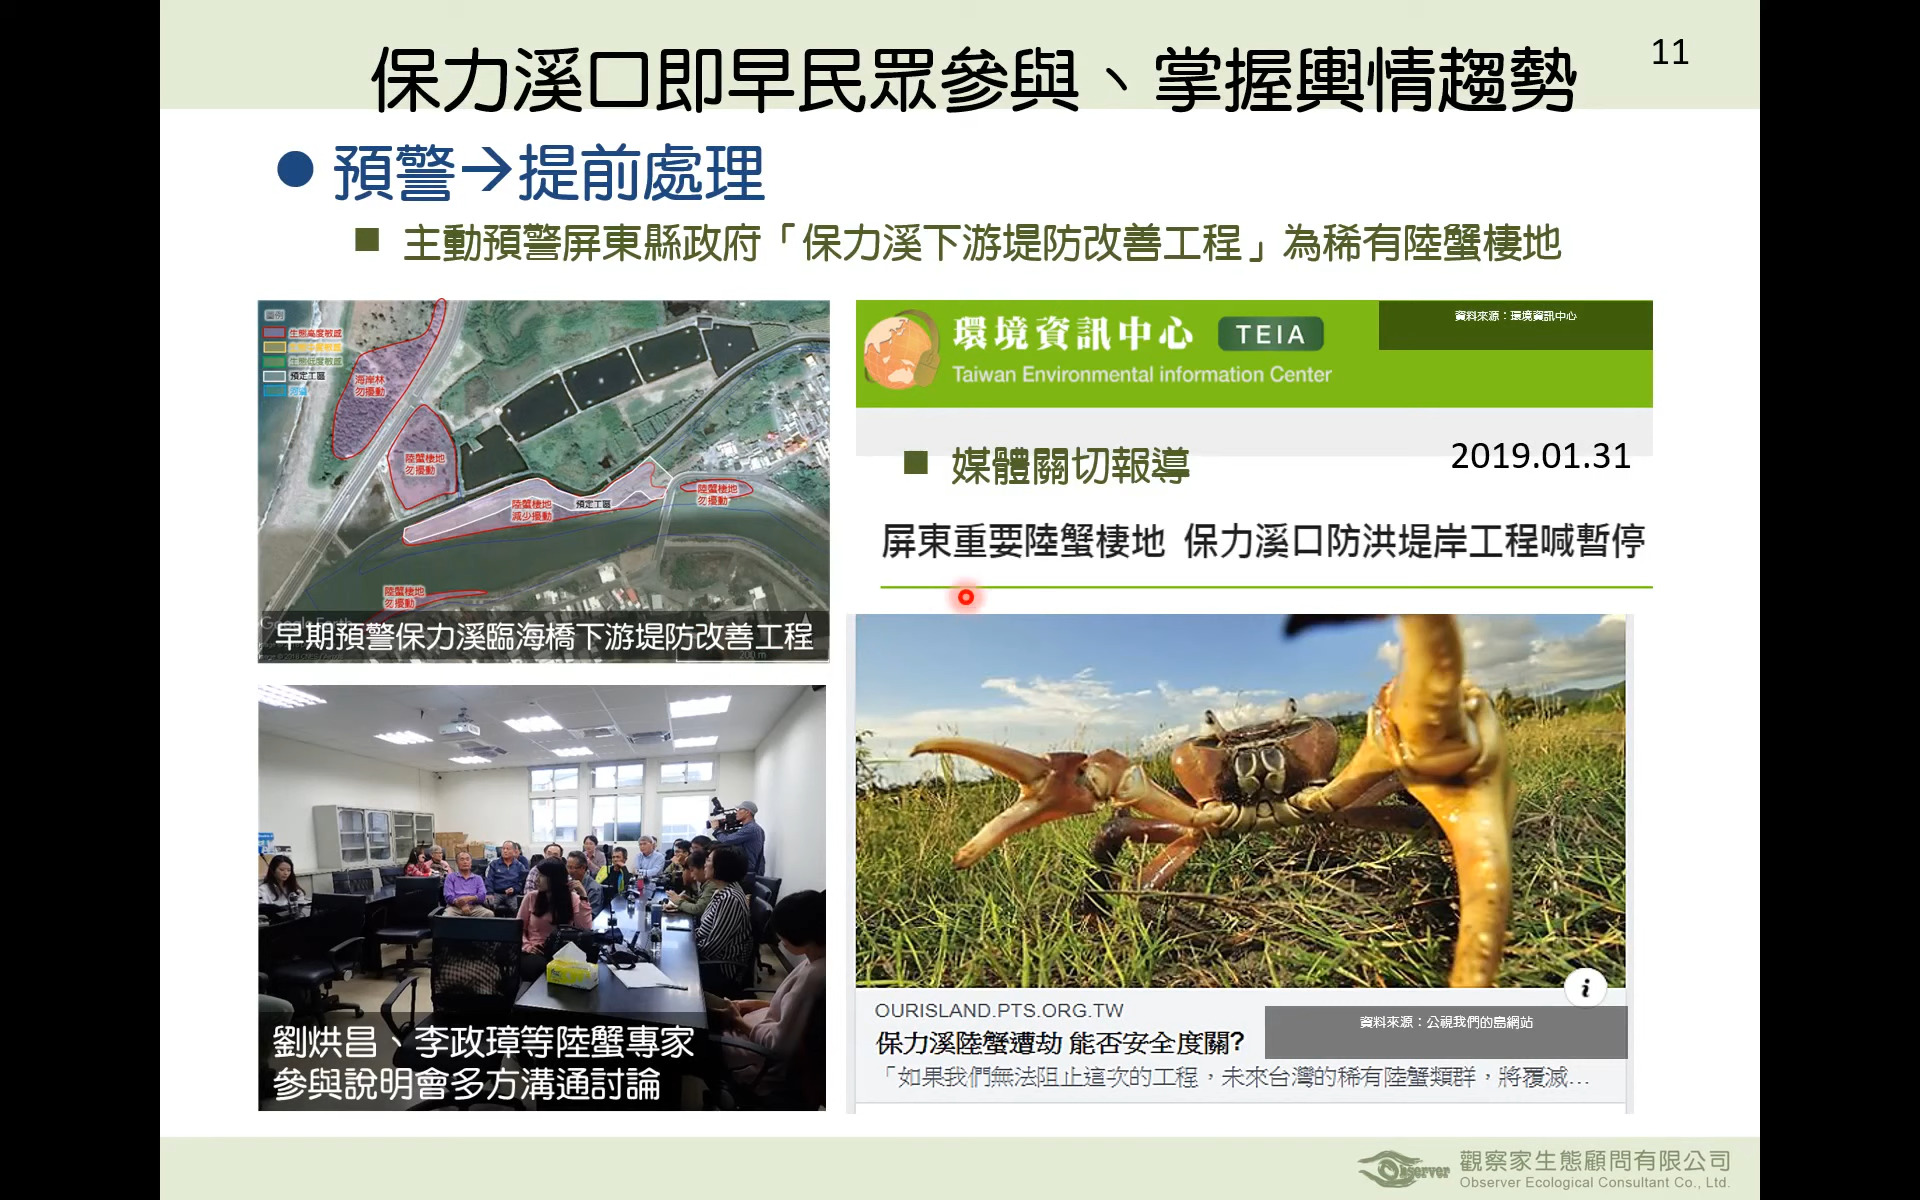 11
保力溪口即早民眾參與、掌握輿情趨勢
預警→提前處理
主動預警屏東縣政府「保力溪下游堤防改善工程」為稀有陸蟹棲地
圖例
生態高度敏感
生態低度敏感
預定工區
海岸林
勿擾動
陸蟹棲地
勿擾動
陸蟹棲地
減少擾動
預定工區
陸蟹棲地
勿擾動
陸蟹棲地
勿擾動
早期預警保力溪臨海橋下游堤防改善工程
200 m
環境資訊中心 TEIA
Taiwan Environmental information Center
資料來源：環境資訊中心
媒體關切報導
2019.01.31
屏東重要陸蟹棲地 保力溪口防洪堤岸工程喊暫停
劉烘昌、李政璋等陸蟹專家
參與說明會多方溝通討論
OURISLAND.PTS.ORG.TW
保力溪陸蟹遭劫 能否安全度關?
資料來源：公視我們的島網站
「如果我們無法阻止這次的工程，未來台灣的稀有陸蟹類群，將覆滅...
Observer
觀察家生態顧問有限公司
Observer Ecological Consultant Co., Ltd.